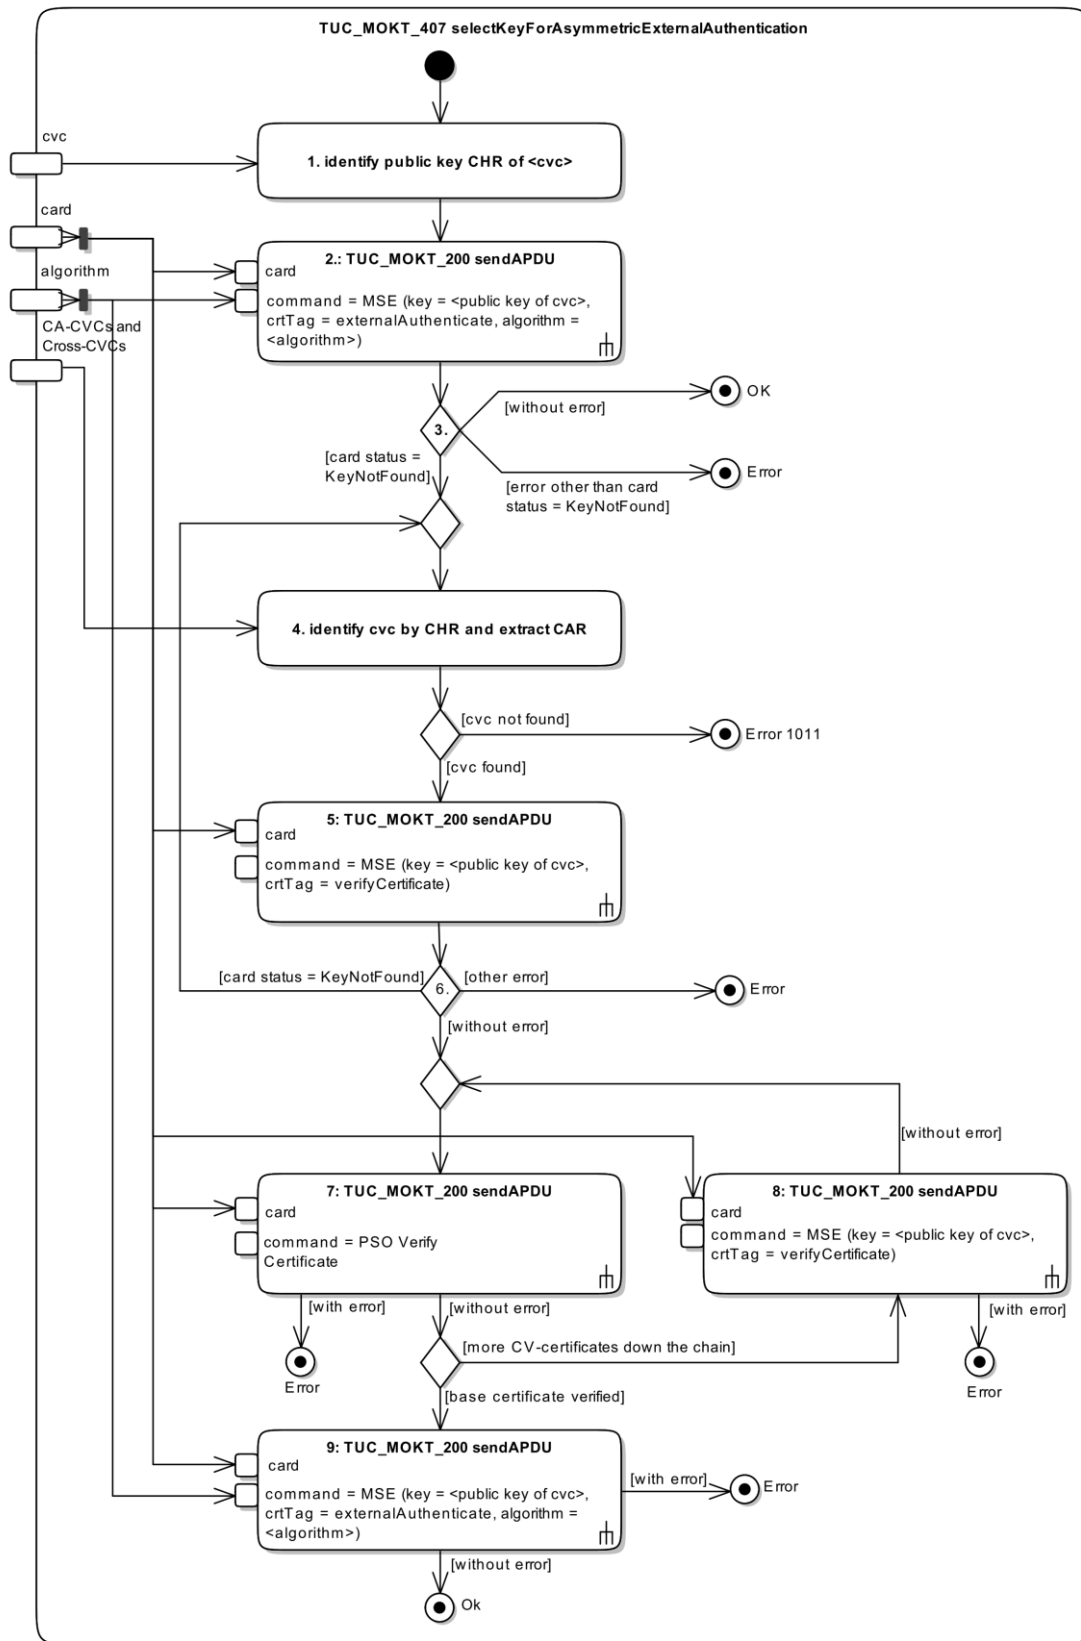 TUC_MOKT_407 selectKeyForAsymmetricExternalAuthentication
cvc
1. identify public key CHR of <cvc>
card
algorithm
CA-CVCs and
Cross-CVCs
2.: TUC_MOKT_200 sendAPDU
card
command = MSE (key = <public key of cvc>,
crtTag = externalAuthenticate, algorithm =
<algorithm>)
OK
[without error]
3.
[card status =
KeyNotFound]
Error
[error other than card
status = KeyNotFound]
4. identify cvc by CHR and extract CAR
[cvc not found]
Error 1011
[cvc found]
5: TUC_MOKT_200 sendAPDU
card
command = MSE (key = <public key of cvc>,
crtTag = verifyCertificate)
[card status = KeyNotFound]
6.
[other error]
Error
[without error]
[without error]
7: TUC_MOKT_200 sendAPDU
card
command = PSO Verify
Certificate
8: TUC_MOKT_200 sendAPDU
card
command = MSE (key = <public key of cvc>,
crtTag = verifyCertificate)
[with error]
[without error]
[with error]
[more CV-certificates down the chain]
Error
Error
[base certificate verified]
9: TUC_MOKT_200 sendAPDU
card
command = MSE (key = <public key of cvc>,
crtTag = externalAuthenticate, algorithm =
<algorithm>)
[with error]
Error
[without error]
Ok